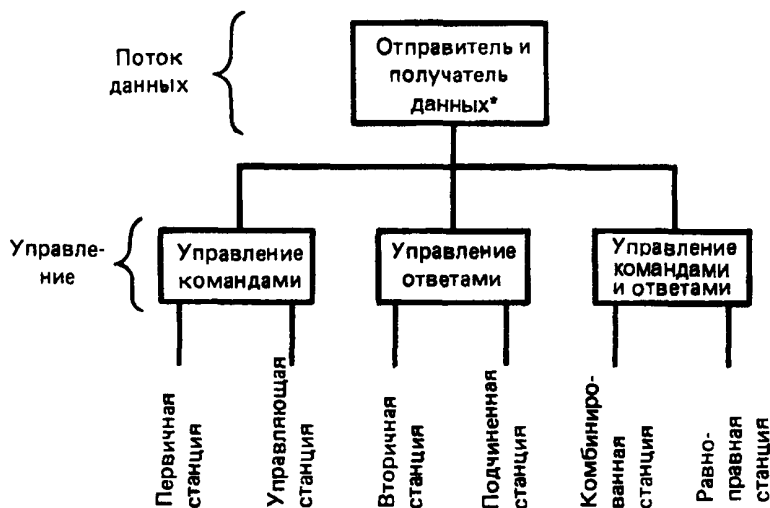 Поток
данных
Отправитель и
получатель
данных*
Управле-
ние
Управление
командами
Управление
ответами
Управление
командами
и ответами
Первичная
станция
Управляющая
станция
Вторичная
станция
Подчиненная
станция
Комбиниро-
ванная
станция
Равно-
правная
станция